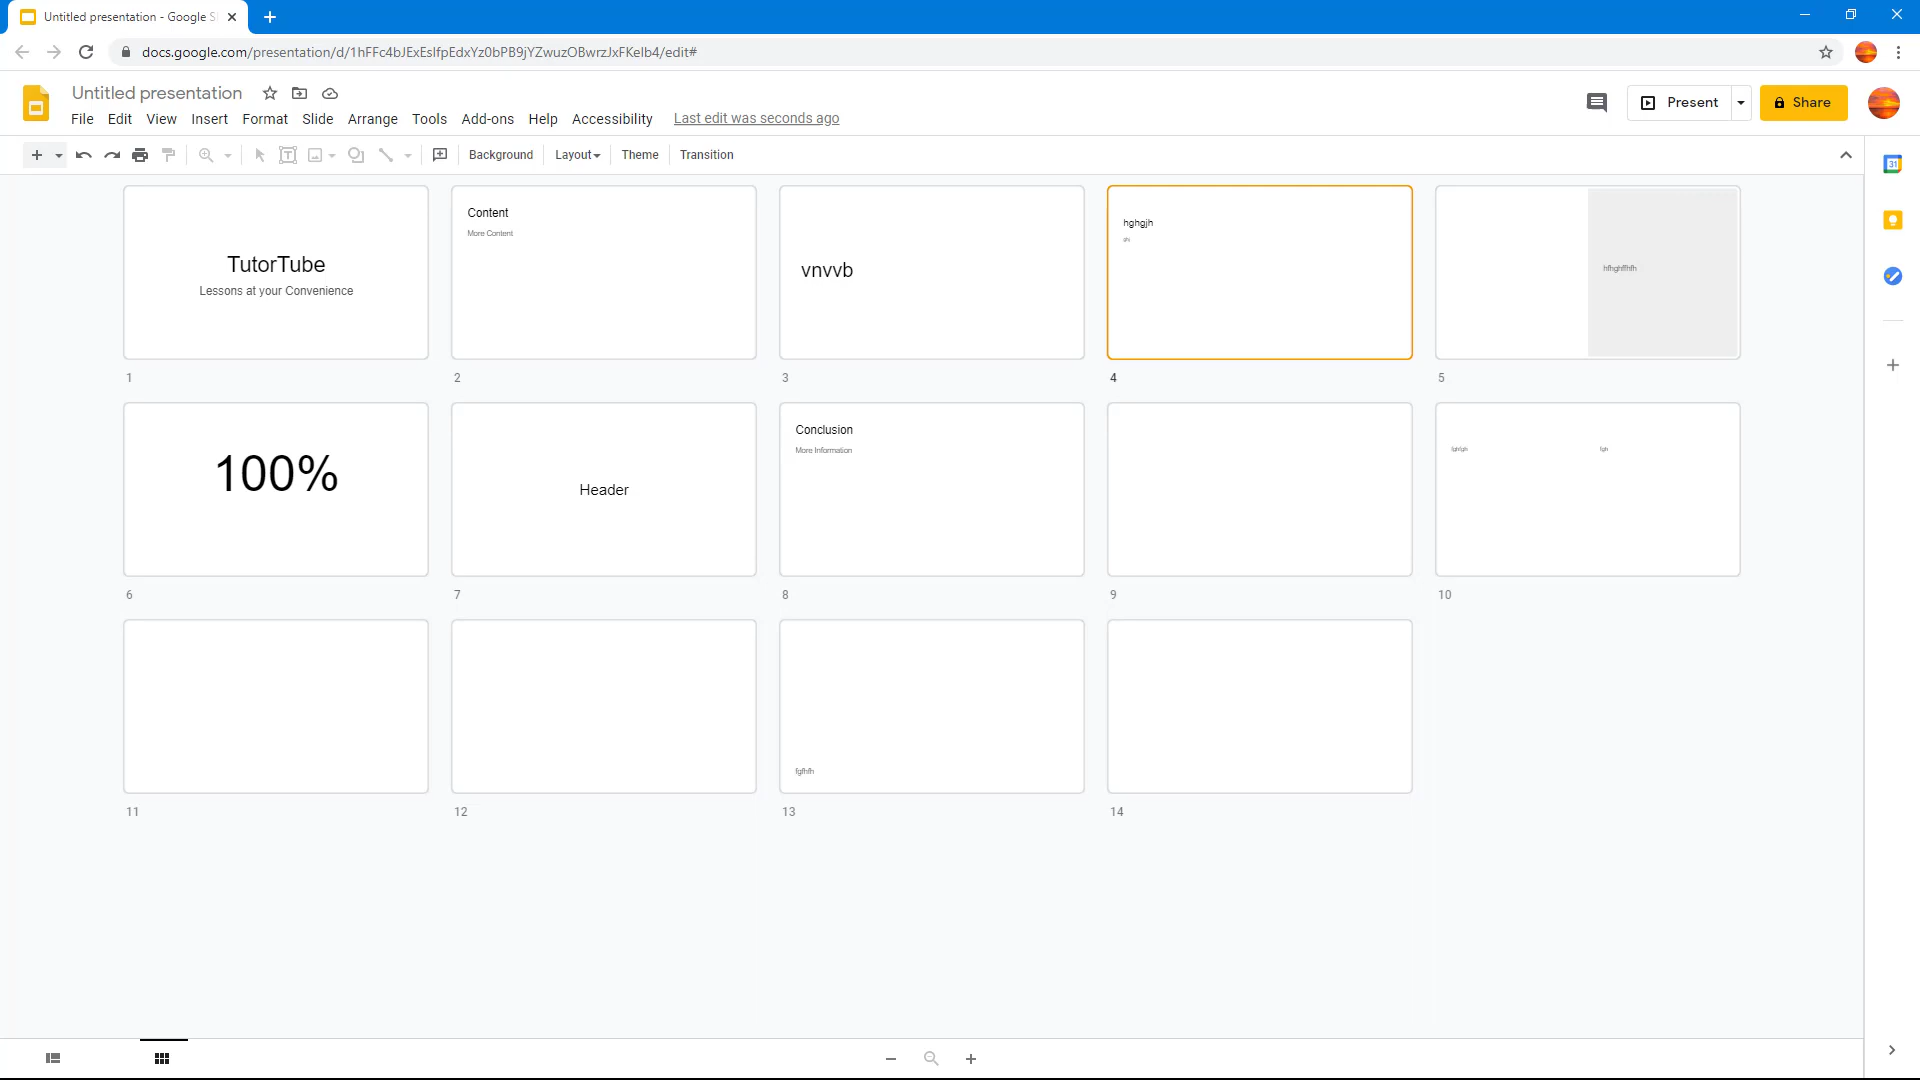 Untitled presentation - Google S
docs.google.com/presentation/d/1hFFc4bJExEsIfpEdxYz0bPB9jYZwuzOBwrzJxFKeIb4/edit#
Untitled presentation
File Edit View Insert Format Slide Arrange Tools Add-ons Help Accessibility Last edit was seconds ago
Present
Share
Background Layout Theme Transition
31
TutorTube
Lessons at your Convenience
1
Content
More Content
2
vnvvb
3
hghgjh
4
5
100%
6
Header
7
Conclusion
More Information
8
9
10
11
12
fgfhfh
13
14